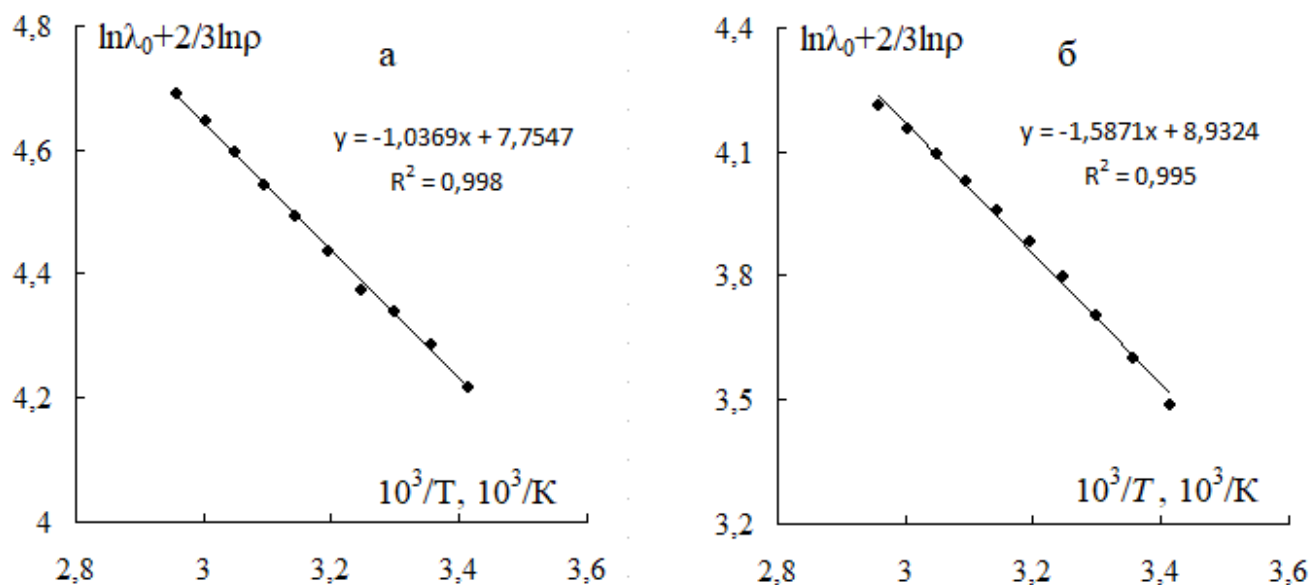 4,8
lnλ₀+2/3lnρ
а
y = -1,0369x + 7,7547
R² = 0,998
4,6
4,4
4,2
4
10³/Т, 10³/К
2,8 3 3,2 3,4 3,6
4,4
lnλ₀+2/3lnρ
б
y = -1,5871x + 8,9324
R² = 0,995
4,1
3,8
3,5
3,2
10³/Т, 10³/К
2,8 3 3,2 3,4 3,6